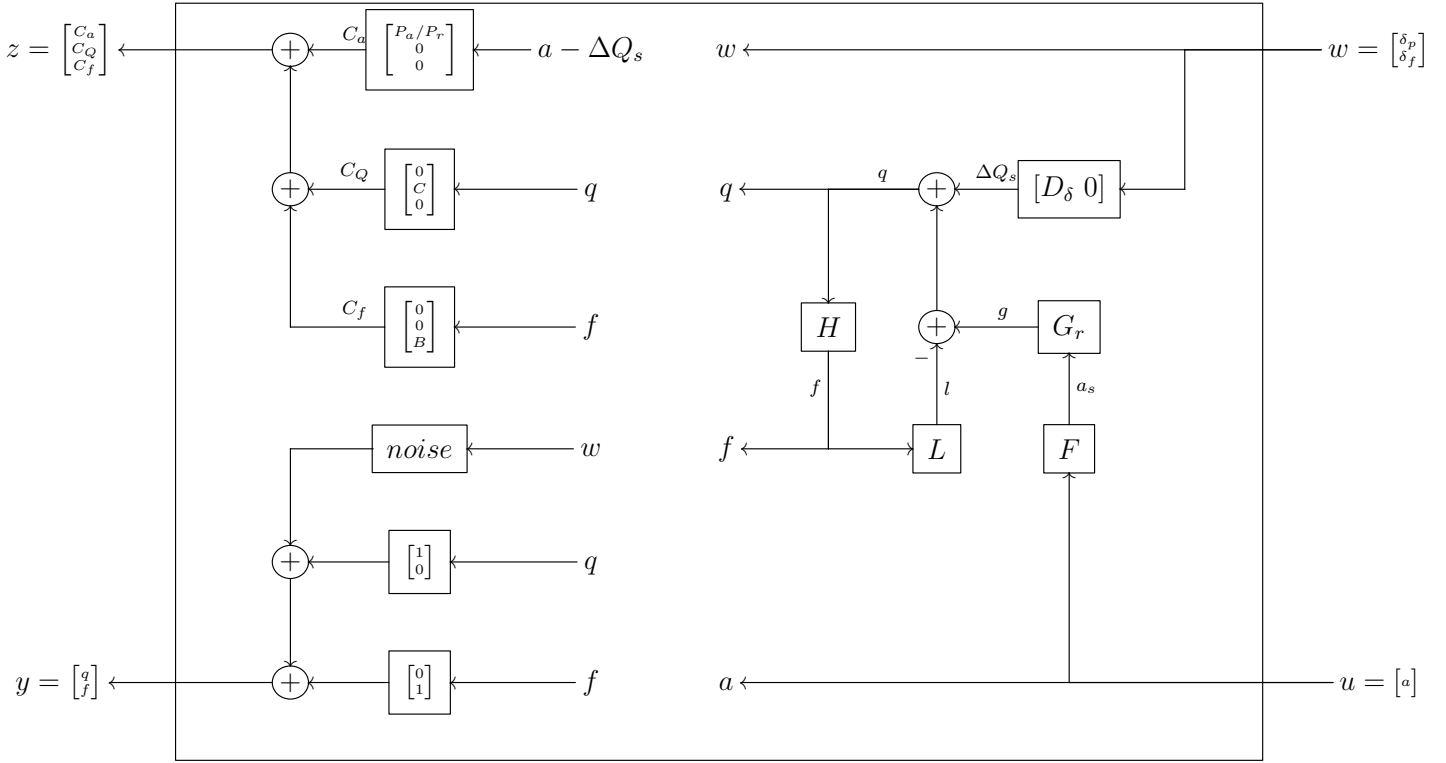 z = [C_a C_Q C_f]
+
C_a
[P_a/P_r 0 0]
a − ΔQ_s
w
w = [δ_p δ_f]
+
C_Q
[0 C 0]
q
q
q
+
ΔQ_s
[D_δ 0]
C_f
[0 0 B]
f
H
+
−
g
G_r
f
l
a_s
noise
w
f
L
F
+
[1 0]
q
y = [q f]
+
[0 1]
f
a
u = [a]